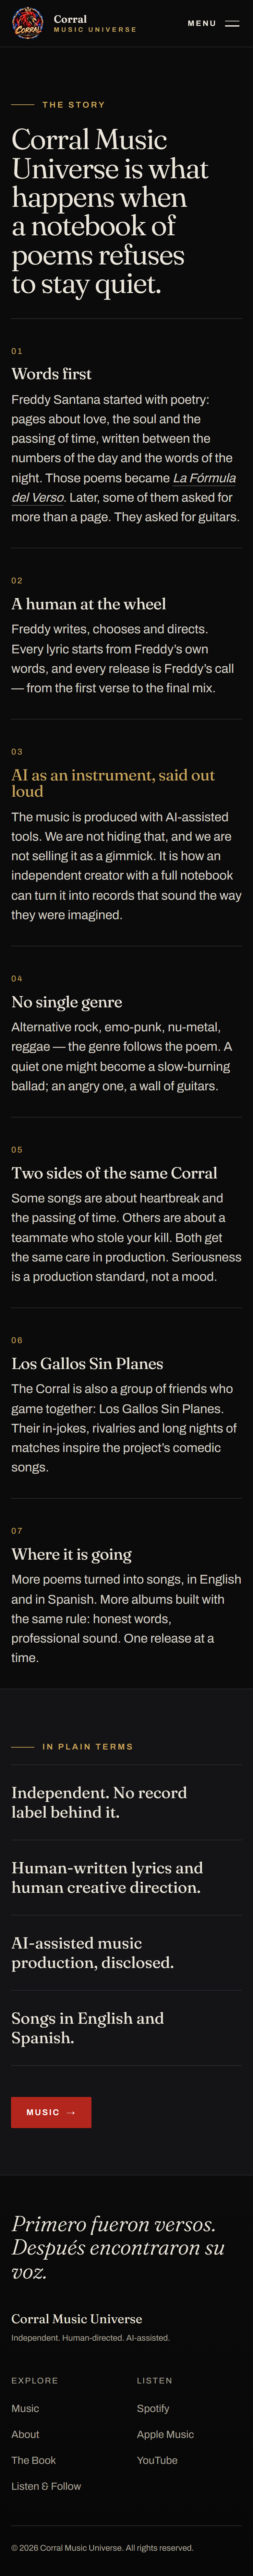 CORRAL
Corral
MUSIC UNIVERSE
MENU
THE STORY
Corral Music
Universe is what
happens when
a notebook of
poems refuses
to stay quiet.
01
Words first
Freddy Santana started with poetry:
pages about love, the soul and the
passing of time, written between the
numbers of the day and the words of the
night. Those poems became La Fórmula
del Verso. Later, some of them asked for
more than a page. They asked for guitars.
02
A human at the wheel
Freddy writes, chooses and directs.
Every lyric starts from Freddy’s own
words, and every release is Freddy’s call
— from the first verse to the final mix.
03
AI as an instrument, said out
loud
The music is produced with AI-assisted
tools. We are not hiding that, and we are
not selling it as a gimmick. It is how an
independent creator with a full notebook
can turn it into records that sound the way
they were imagined.
04
No single genre
Alternative rock, emo-punk, nu-metal,
reggae — the genre follows the poem. A
quiet one might become a slow-burning
ballad; an angry one, a wall of guitars.
05
Two sides of the same Corral
Some songs are about heartbreak and
the passing of time. Others are about a
teammate who stole your kill. Both get
the same care in production. Seriousness
is a production standard, not a mood.
06
Los Gallos Sin Planes
The Corral is also a group of friends who
game together: Los Gallos Sin Planes.
Their in-jokes, rivalries and long nights of
matches inspire the project’s comedic
songs.
07
Where it is going
More poems turned into songs, in English
and in Spanish. More albums built with
the same rule: honest words,
professional sound. One release at a
time.
IN PLAIN TERMS
Independent. No record
label behind it.
Human-written lyrics and
human creative direction.
AI-assisted music
production, disclosed.
Songs in English and
Spanish.
MUSIC →
Primero fueron versos.
Después encontraron su
voz.
Corral Music Universe
Independent. Human-directed. AI-assisted.
EXPLORE
Music
About
The Book
Listen & Follow
LISTEN
Spotify
Apple Music
YouTube
© 2026 Corral Music Universe. All rights reserved.